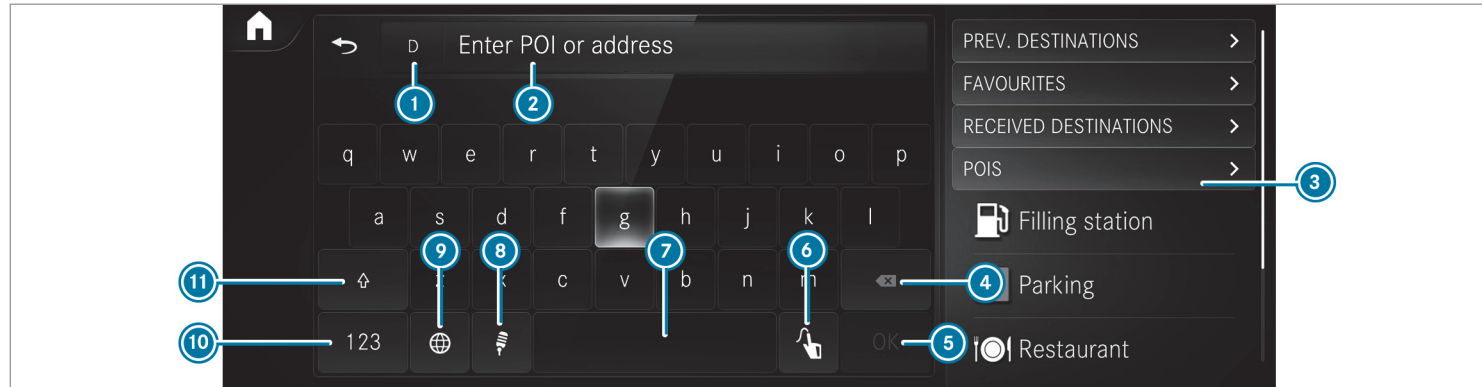 D Enter POI or address
1 2
q w e r t y u i o p
a s d f g h j k l
9 8 7 6
11 z x c v b n m 4
10 123 OK 5
PREV. DESTINATIONS
FAVOURITES
RECEIVED DESTINATIONS
POIS
3
Filling station
Parking
Restaurant